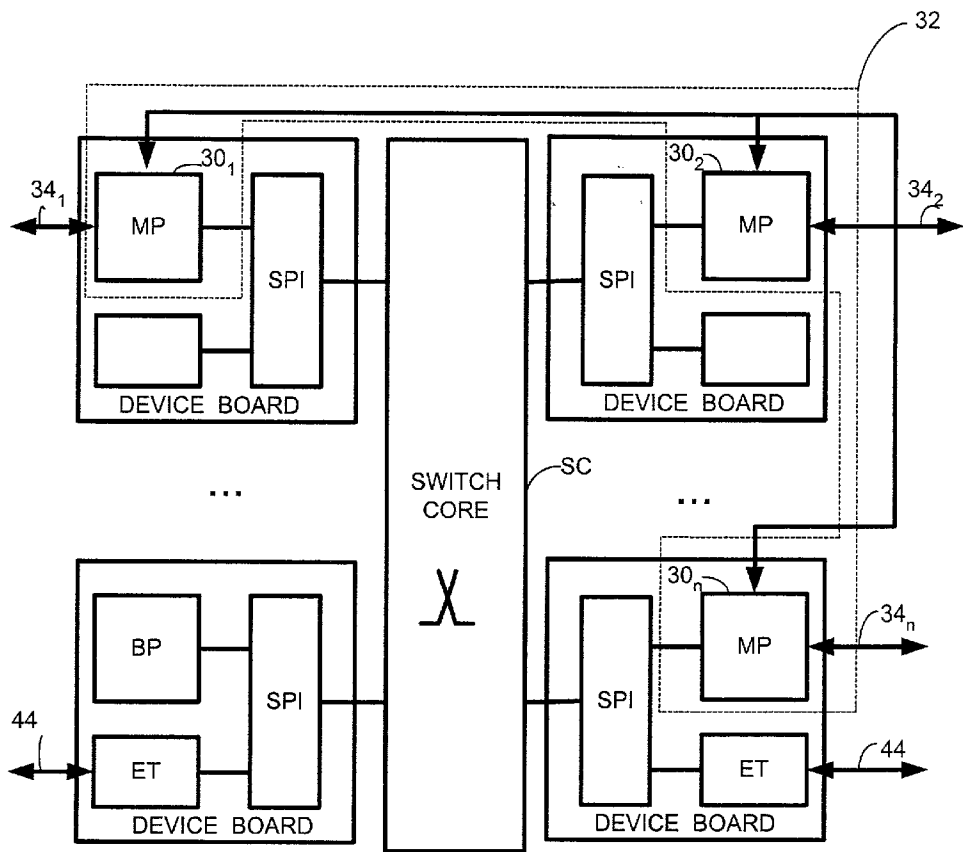 32
30₁
30₂
34₁
MP
SPI
SPI
MP
34₂
DEVICE BOARD
DEVICE BOARD
SC
...
SWITCH
CORE
...
30ₙ
BP
SPI
SPI
MP
34ₙ
44
ET
ET
44
DEVICE BOARD
DEVICE BOARD